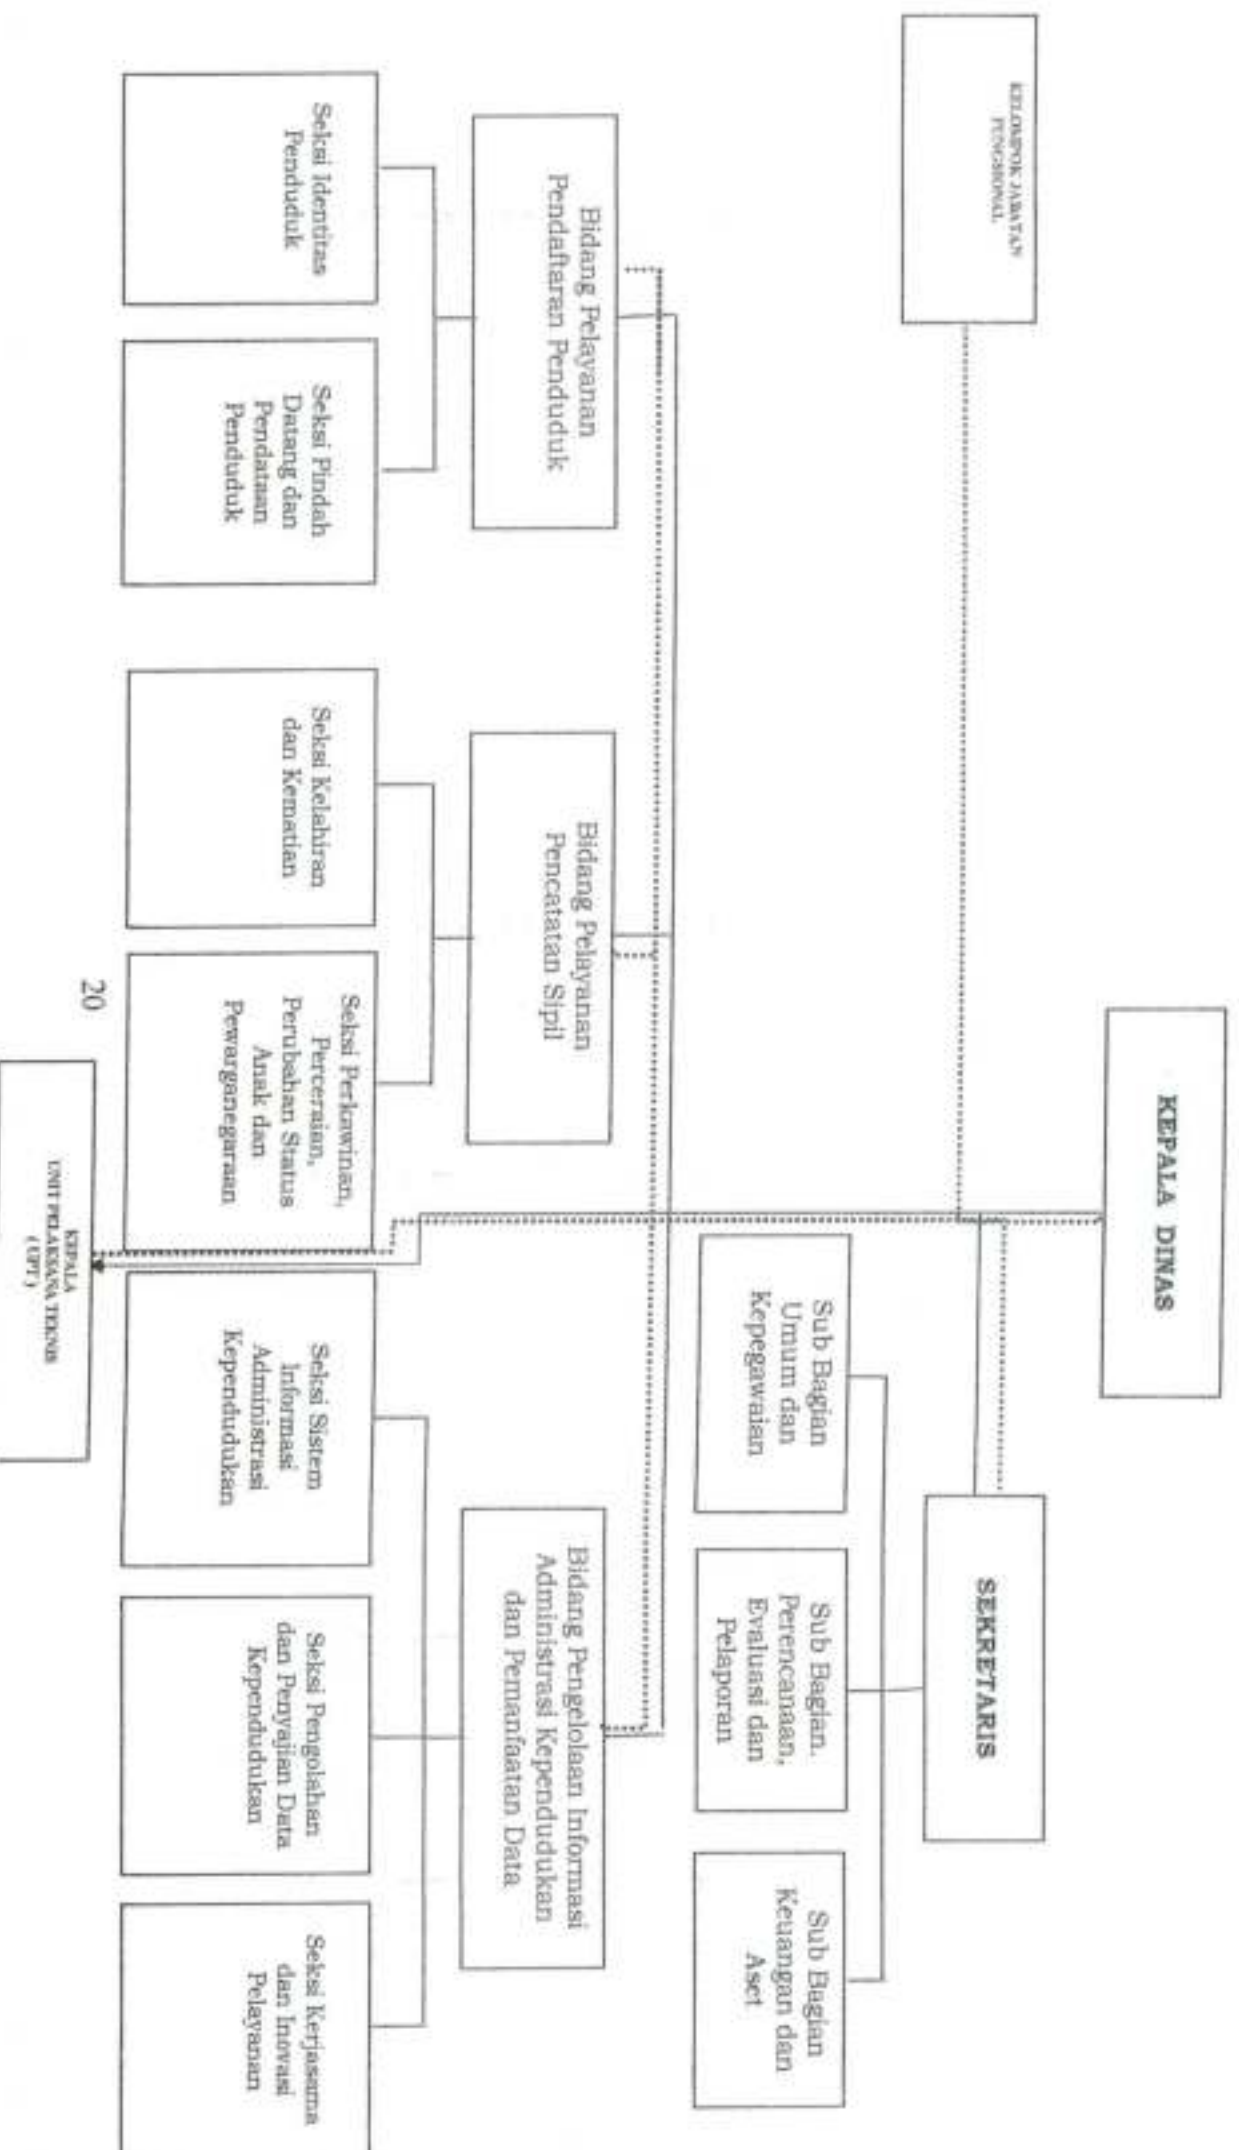 KEPALA DINAS
KELOMPOK JABATAN
FUNGSIONAL
SEKRETARIS
Sub Bagian
Umum dan
Kepegawaian
Sub Bagian.
Perencanaan,
Evaluasi dan
Pelaporan
Sub Bagian
Keuangan dan
Aset
Bidang Pelayanan
Pendaftaran Penduduk
Bidang Pelayanan
Pencatatan Sipil
Bidang Pengelolaan Informasi
Administrasi Kependudukan
dan Pemanfaatan Data
Seksi Identitas
Penduduk
Seksi Pindah
Datang dan
Pendataan
Penduduk
Seksi Kelahiran
dan Kematian
Seksi Perkawinan,
Perceraian,
Perubahan Status
Anak dan
Pewarganegaraan
Seksi Sistem
Informasi
Administrasi
Kependudukan
Seksi Pengolahan
dan Penyajian Data
Kependudukan
Seksi Kerjasama
dan Inovasi
Pelayanan
20
KEPALA
UNIT PELAKSANA TEKNIS
( UPT )